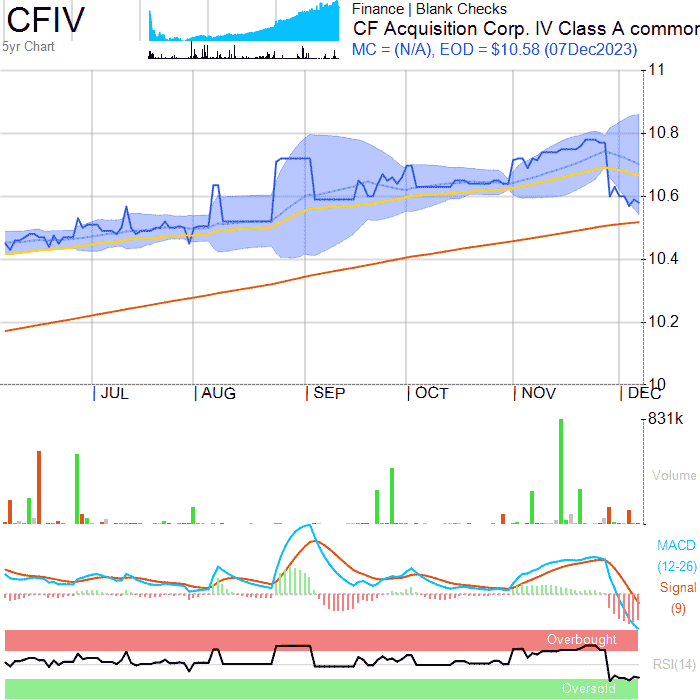 CFIV
5yr Chart
Finance | Blank Checks
CF Acquisition Corp. IV Class A common
MC = (N/A), EOD = $10.58 (07Dec2023)
11
10.8
10.6
10.4
10.2
10
JUL
AUG
SEP
OCT
NOV
DEC
831k
Volume
MACD
(12-26)
Signal
(9)
Overbought
RSI(14)
Oversold